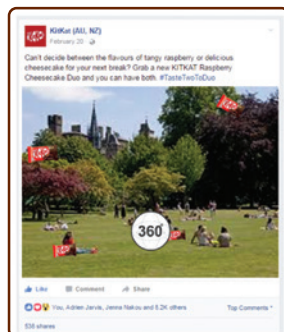 KitKat (AU, NZ)
February 20
Can't decide between the flavours of tangy raspberry or delicious
cheesecake for your next break? Grab a new KITKAT Raspberry
Cheesecake Duo and you can have both. #TasteTwoToDuo
360°
Like Comment Share
You, Adrien Jarvis, Jenna Nakou and 8.2K others Top Comments
536 shares